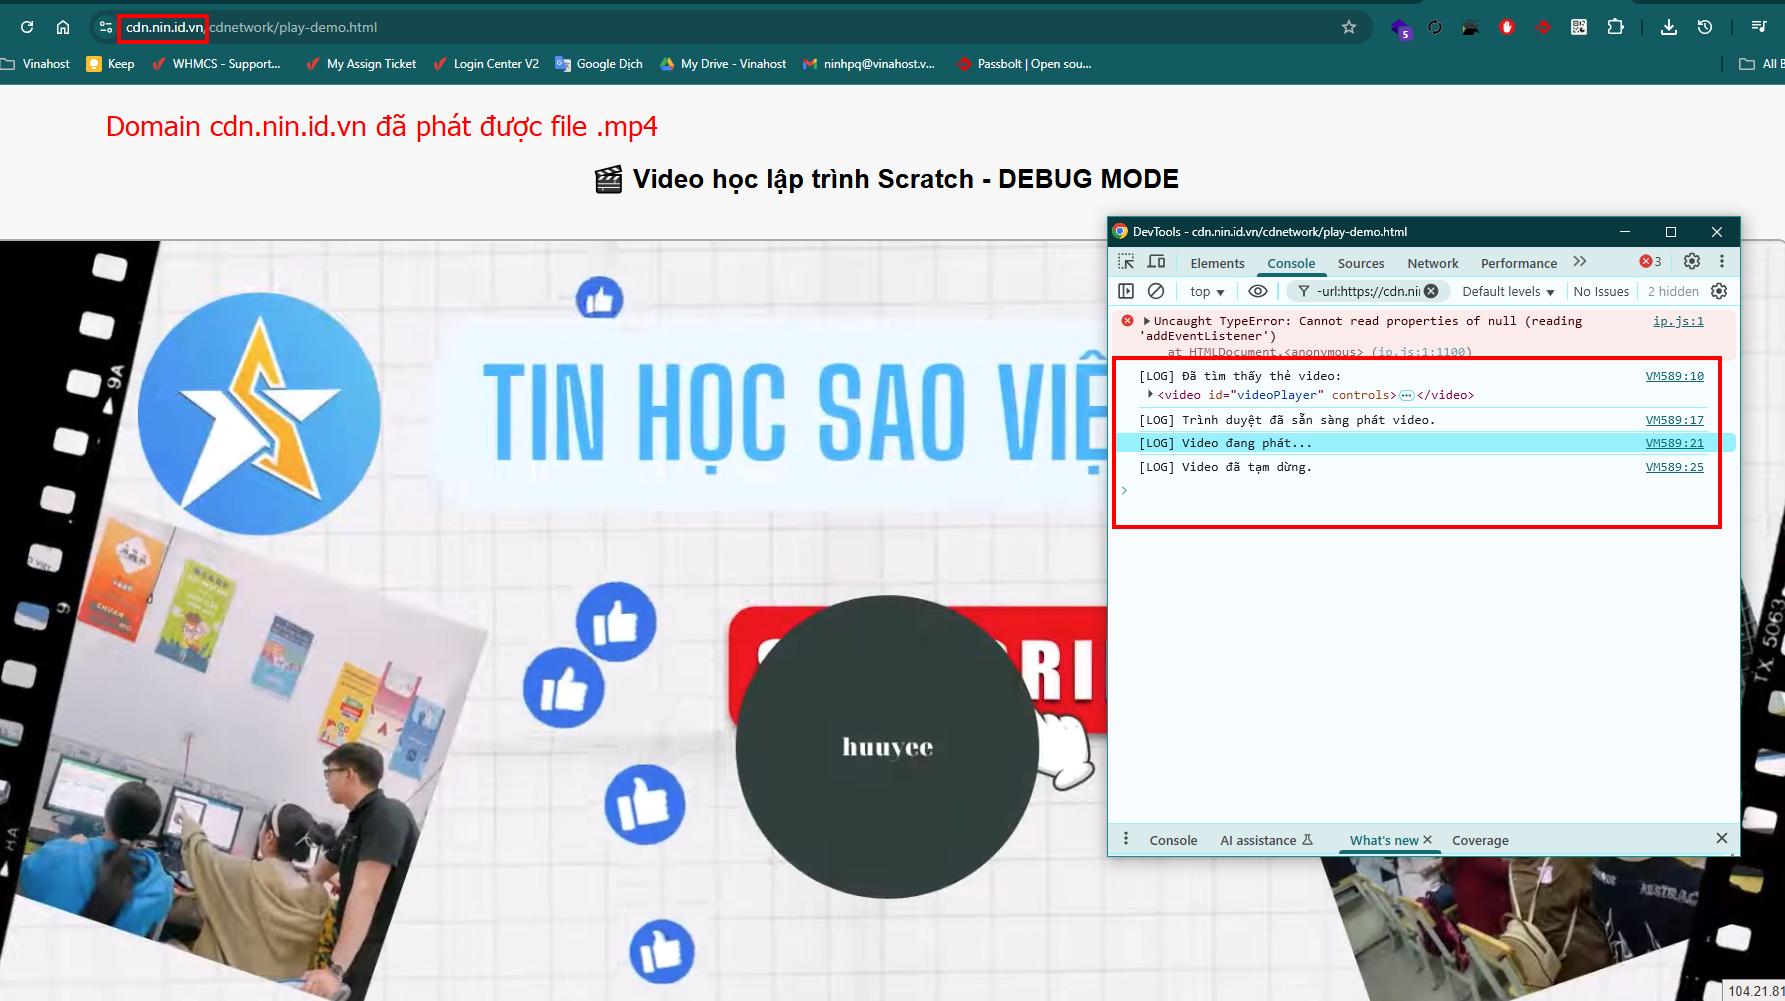 cdn.nin.id.vn/cdnetwork/play-demo.html
5
Vinahost
Keep
WHMCS - Support...
My Assign Ticket
Login Center V2
Google Dịch
My Drive - Vinahost
ninhpq@vinahost.v...
Passbolt | Open sou...
All B
Domain cdn.nin.id.vn đã phát được file .mp4
🎬 Video học lập trình Scratch - DEBUG MODE
DevTools - cdn.nin.id.vn/cdnetwork/play-demo.html
Elements
Console
Sources
Network
Performance
3
top
-url:https://cdn.ni
Default levels
No Issues
2 hidden
Uncaught TypeError: Cannot read properties of null (reading ip.js:1
'addEventListener')
at HTMLDocument.<anonymous> (ip.js:1:1100)
[LOG] Đã tìm thấy thẻ video: VM589:10
<video id="videoPlayer" controls>…</video>
[LOG] Trình duyệt đã sẵn sàng phát video. VM589:17
[LOG] Video đang phát... VM589:21
[LOG] Video đã tạm dừng. VM589:25
Console
AI assistance
What's new
Coverage
TIN HỌC SAO VIỆ
9A
9
huuyee
RI
TX 5063
104.21.81